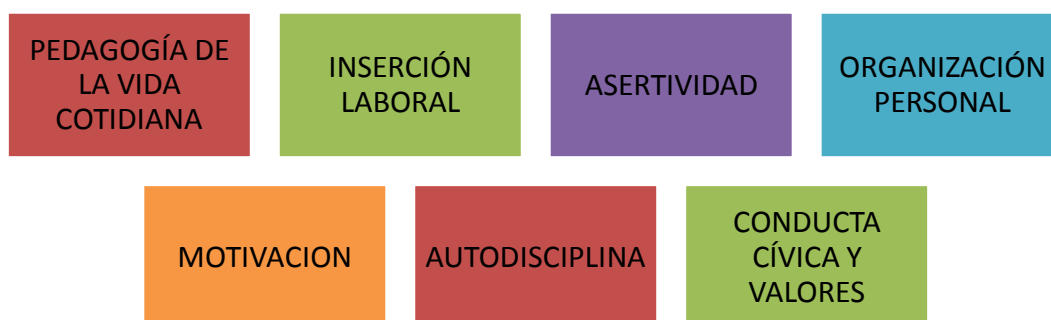 PEDAGOGÍA DE
LA VIDA
COTIDIANA
INSERCIÓN
LABORAL
ASERTIVIDAD
ORGANIZACIÓN
PERSONAL
MOTIVACION
AUTODISCIPLINA
CONDUCTA
CÍVICA Y
VALORES